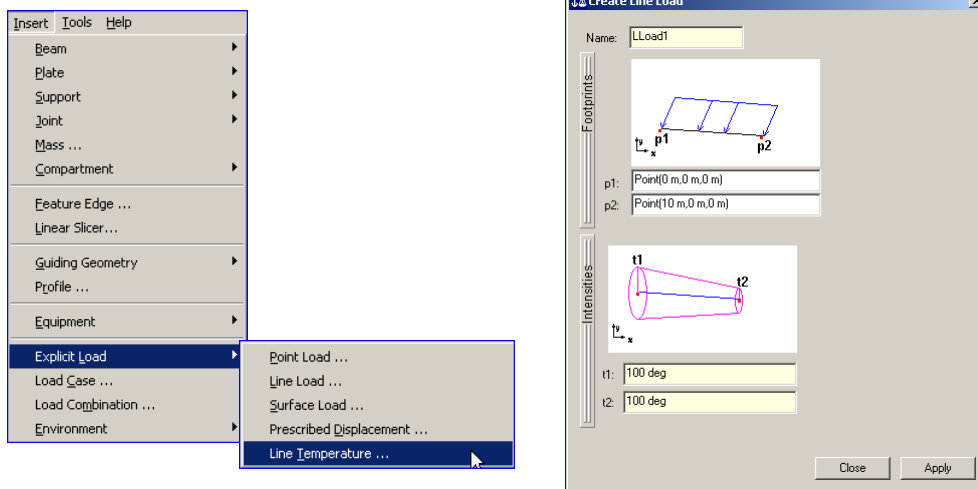 Insert Tools Help
Beam
Plate
Support
Joint
Mass ...
Compartment
Feature Edge ...
Linear Slicer...
Guiding Geometry
Profile ...
Equipment
Explicit Load
Load Case ...
Load Combination ...
Environment
Point Load ...
Line Load ...
Surface Load ...
Prescribed Displacement ...
Line Temperature ...
Create Line Load
Name: LLoad1
Footprints
p1
p2
y
x
p1: Point(0 m,0 m,0 m)
p2: Point(10 m,0 m,0 m)
Intensities
t1
t2
y
x
t1: 100 deg
t2: 100 deg
Close Apply